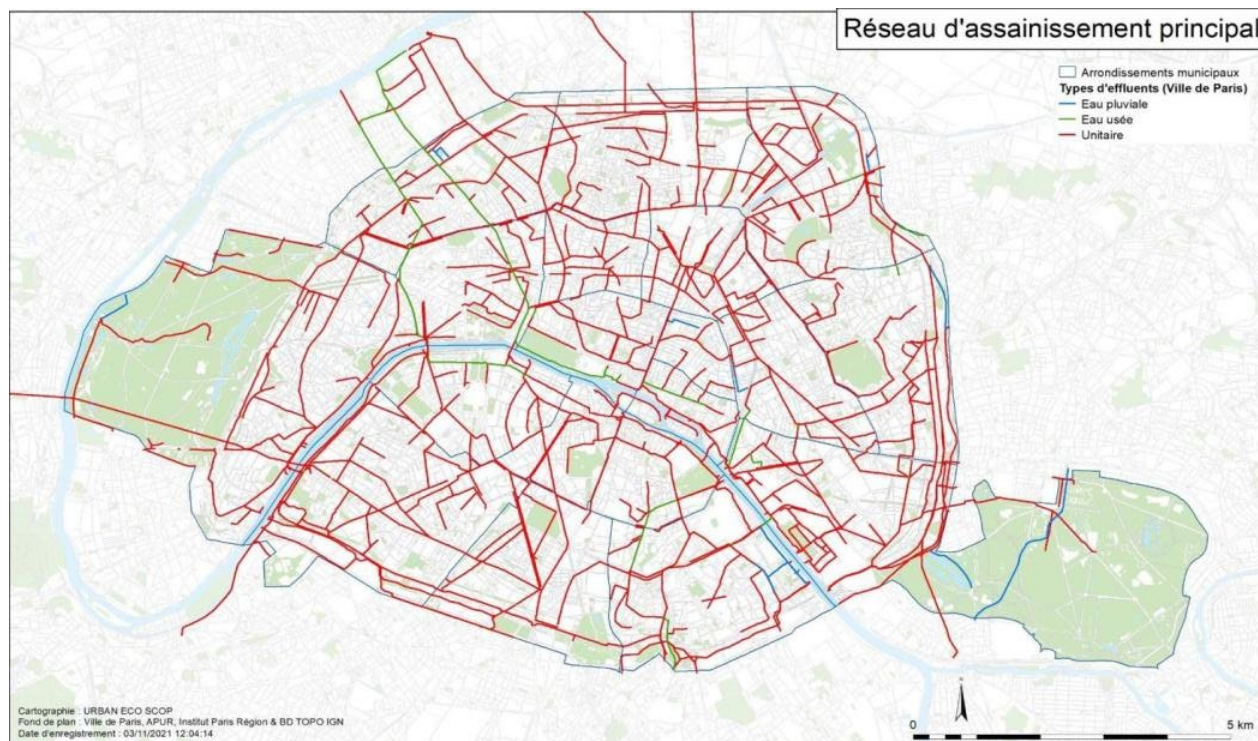 Réseau d'assainissement principal
Arrondissements municipaux
Types d'effluents (Ville de Paris)
Eau pluviale
Eau usée
Unitaire
Cartographie : URBAN ECO SCOP
Fond de plan : Ville de Paris, APUR, Institut Paris Région & BD TOPO IGN
Date d'enregistrement : 03/11/2021 12:04:14
N
0 5 km